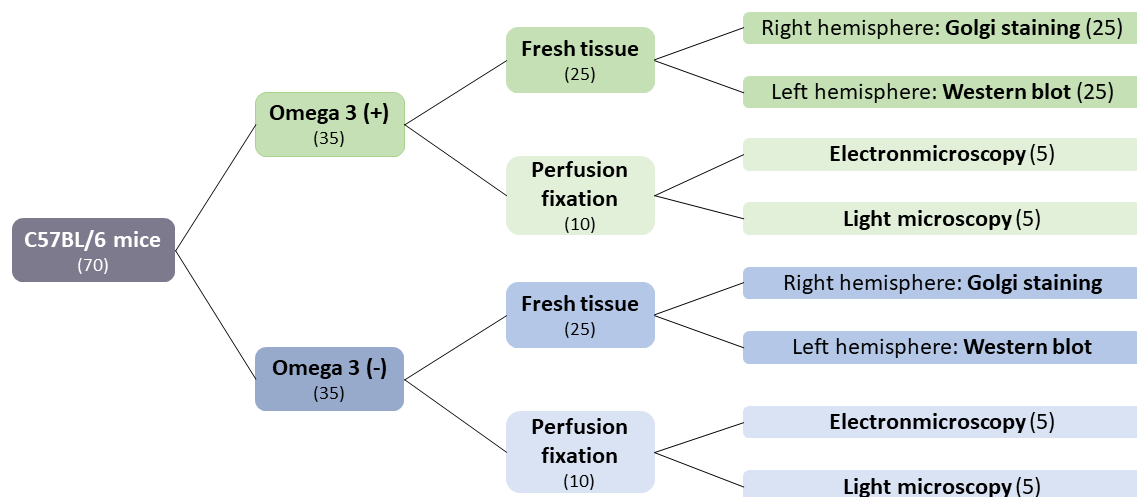 C57BL/6 mice
(70)
Omega 3 (+)
(35)
Fresh tissue
(25)
Right hemisphere: Golgi staining (25)
Left hemisphere: Western blot (25)
Perfusion
fixation
(10)
Electronmicroscopy (5)
Light microscopy (5)
Omega 3 (-)
(35)
Fresh tissue
(25)
Right hemisphere: Golgi staining
Left hemisphere: Western blot
Perfusion
fixation
(10)
Electronmicroscopy (5)
Light microscopy (5)